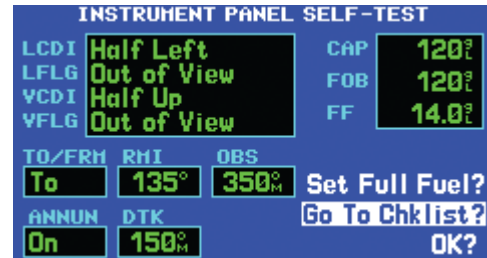 INSTRUMENT PANEL SELF-TEST
LCDI Half Left
LFLG Out of View
VCDI Half Up
VFLG Out of View
CAP 120
FOB 120
FF 14.0
TO/FRM RMI OBS
To 135° 350°M
Set Full Fuel?
ANNUN DTK
Go To Chklist?
On 150°M
OK?